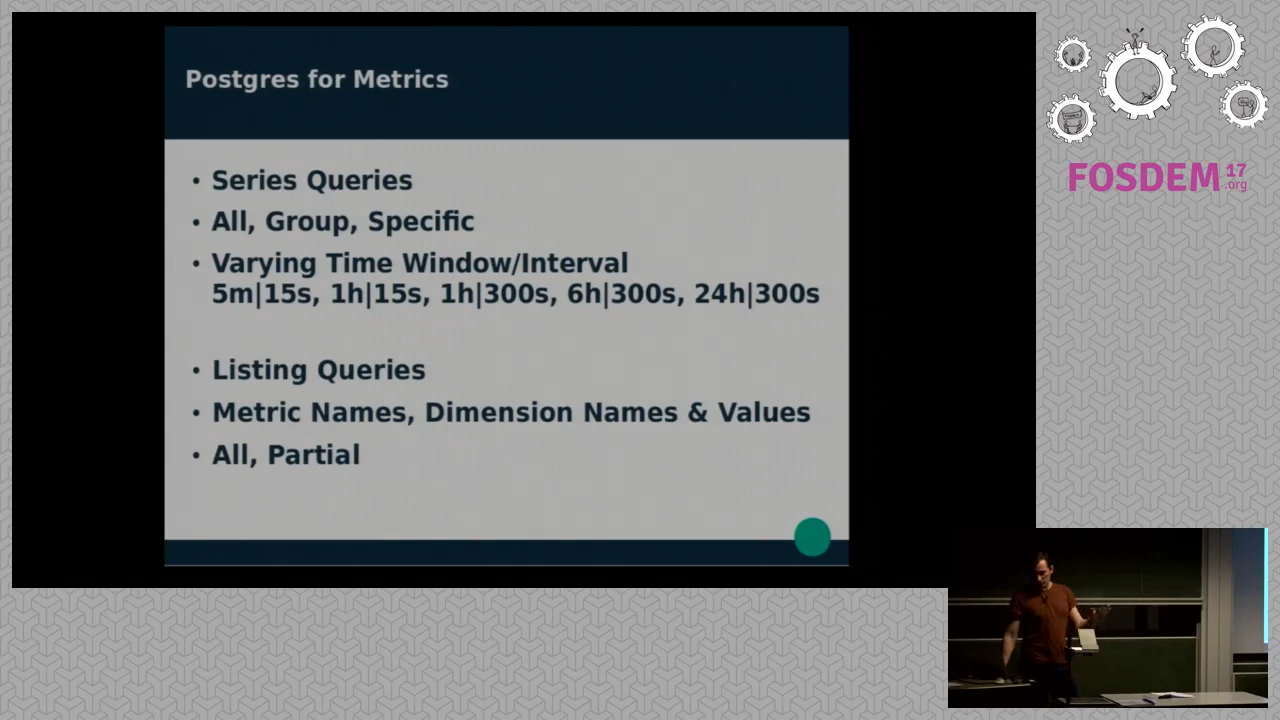 Postgres for Metrics
• Series Queries
• All, Group, Specific
• Varying Time Window/Interval
5m|15s, 1h|15s, 1h|300s, 6h|300s, 24h|300s
• Listing Queries
• Metric Names, Dimension Names & Values
• All, Partial
FOSDEM 17
.org